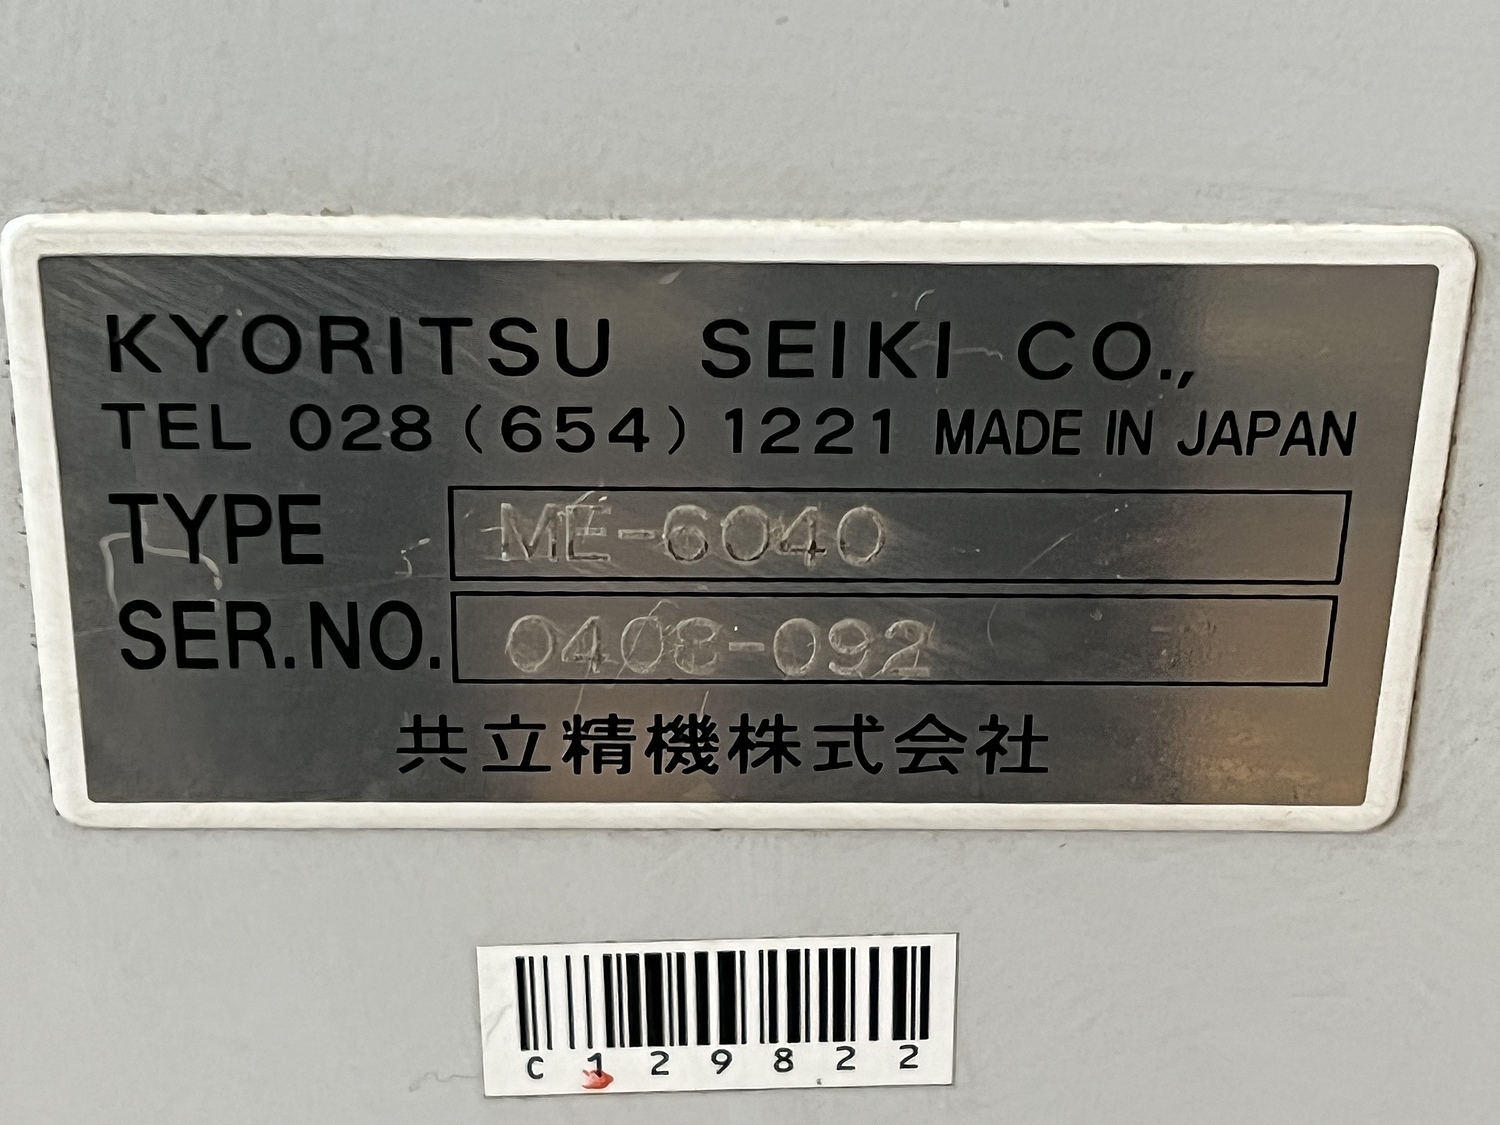 KYORITSU SEIKI CO.,
TEL 028 (654) 1221 MADE IN JAPAN
TYPE ME-6040
SER.NO. 0403-092
共立精機株式会社
C129822